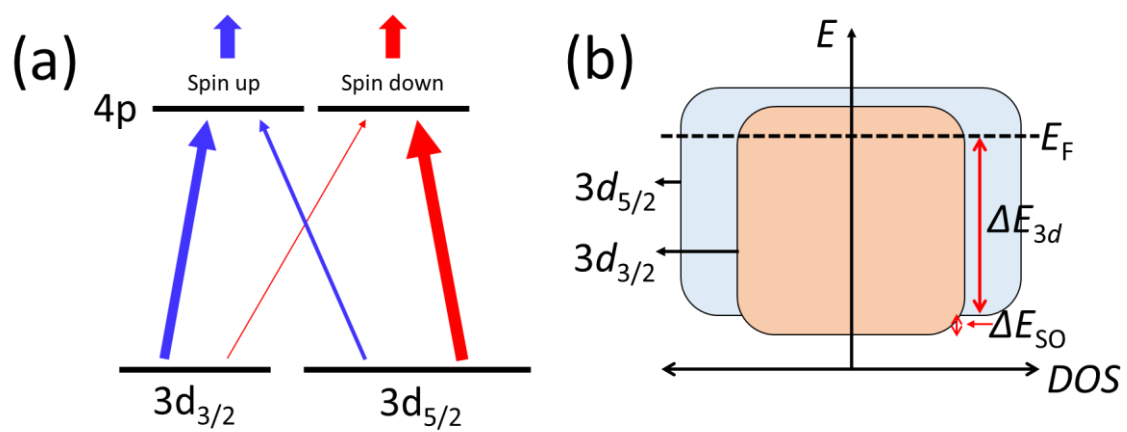 (a)
Spin up
Spin down
4p
3d3/2
3d5/2
(b)
E
EF
3d5/2
ΔE3d
3d3/2
ΔESO
DOS